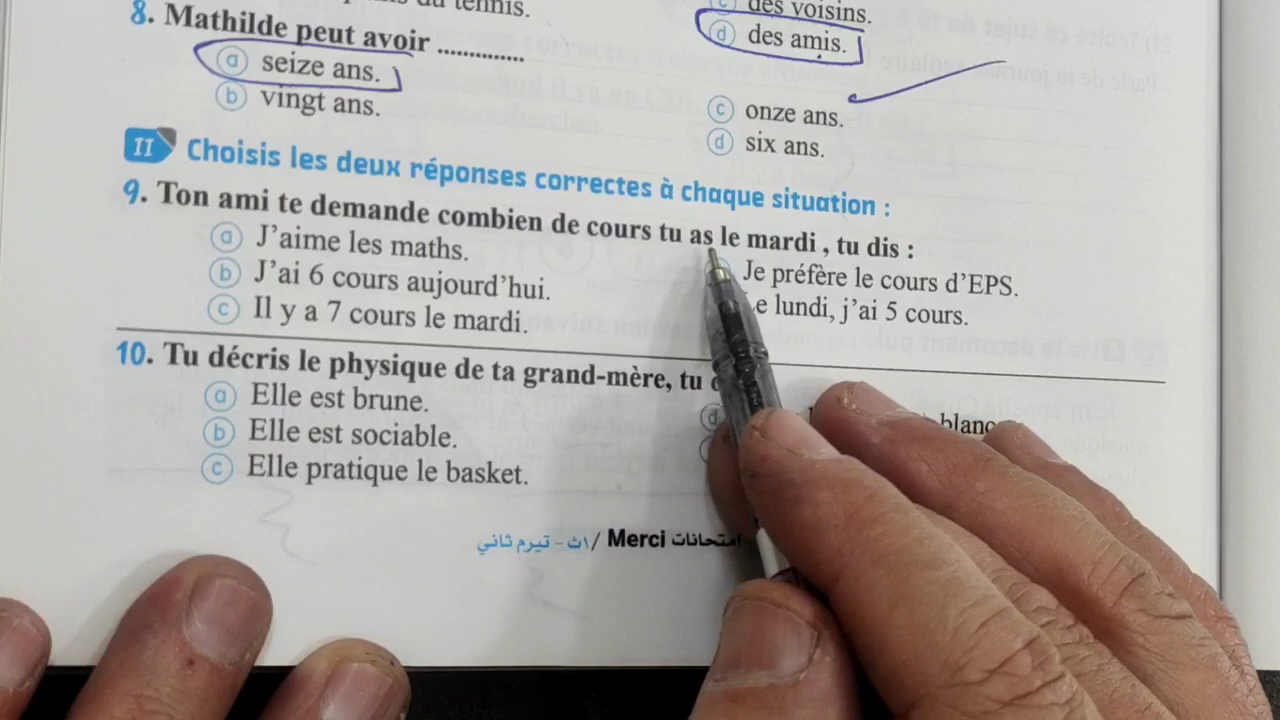 du tennis.
8. Mathilde peut avoir ..............
ⓐ seize ans.
ⓑ vingt ans.
ⓒ des voisins.
ⓓ des amis.
ⓒ onze ans.
ⓓ six ans.
II Choisis les deux réponses correctes à chaque situation :
9. Ton ami te demande combien de cours tu as le mardi , tu dis :
ⓐ J'aime les maths.
ⓑ J'ai 6 cours aujourd'hui.
ⓒ Il y a 7 cours le mardi.
Je préfère le cours d'EPS.
e lundi, j'ai 5 cours.
10. Tu décris le physique de ta grand-mère, tu
ⓐ Elle est brune.
ⓑ Elle est sociable.
ⓒ Elle pratique le basket.
ⓓ
blanc
امتحانات Merci /١ث – تيرم ثاني